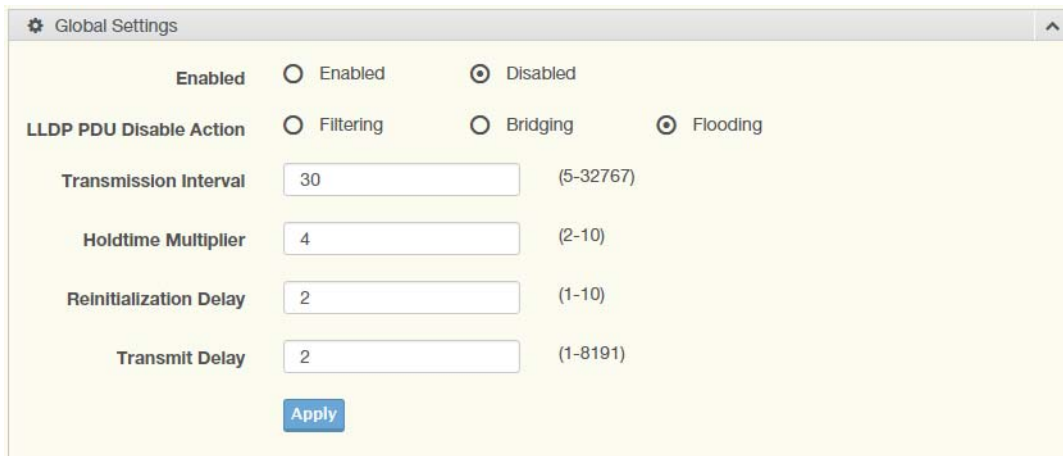 Global Settings
Enabled Enabled Disabled
LLDP PDU Disable Action Filtering Bridging Flooding
Transmission Interval 30 (5-32767)
Holdtime Multiplier 4 (2-10)
Reinitialization Delay 2 (1-10)
Transmit Delay 2 (1-8191)
Apply